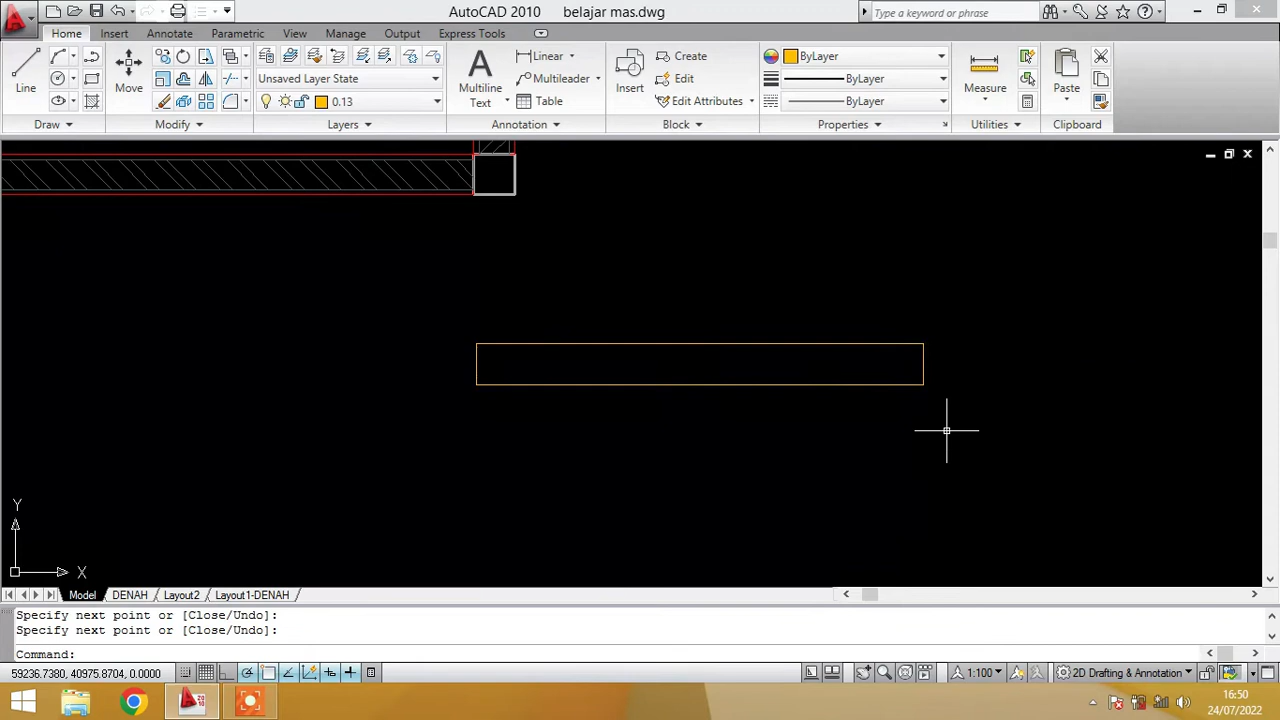 AutoCAD 2010 belajar mas.dwg
Type a keyword or phrase
Home Insert Annotate Parametric View Manage Output Express Tools
Line
Move
Unsaved Layer State
0.13
Multiline
Text
Linear
Multileader
Table
Insert
Create
Edit
Edit Attributes
ByLayer
ByLayer
ByLayer
Measure
Paste
Draw Modify Layers Annotation Block Properties Utilities Clipboard
Y
X
Model DENAH Layout2 Layout1-DENAH
Specify next point or [Close/Undo]:
Specify next point or [Close/Undo]:
Command:
59236.7380, 40975.8704, 0.0000
1:100
2D Drafting & Annotation
16:50
24/07/2022